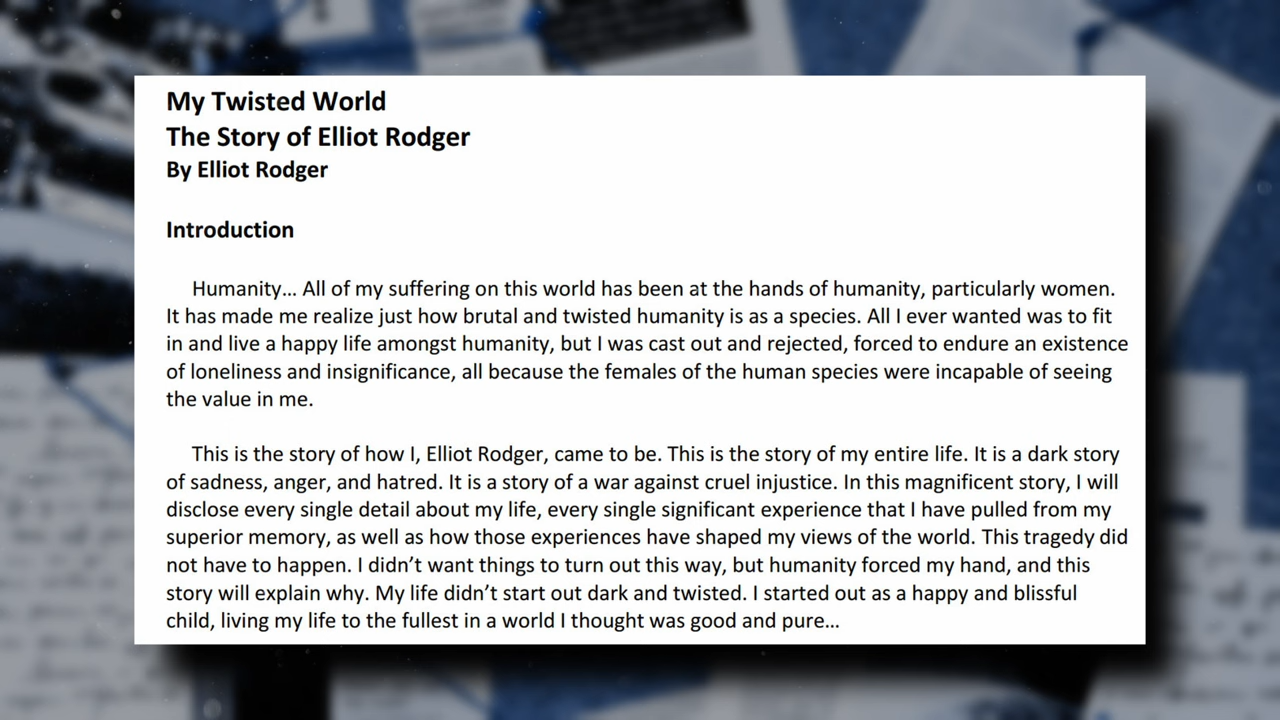 My Twisted World
The Story of Elliot Rodger
By Elliot Rodger
Introduction
Humanity… All of my suffering on this world has been at the hands of humanity, particularly women.
It has made me realize just how brutal and twisted humanity is as a species. All I ever wanted was to fit
in and live a happy life amongst humanity, but I was cast out and rejected, forced to endure an existence
of loneliness and insignificance, all because the females of the human species were incapable of seeing
the value in me.
This is the story of how I, Elliot Rodger, came to be. This is the story of my entire life. It is a dark story
of sadness, anger, and hatred. It is a story of a war against cruel injustice. In this magnificent story, I will
disclose every single detail about my life, every single significant experience that I have pulled from my
superior memory, as well as how those experiences have shaped my views of the world. This tragedy did
not have to happen. I didn’t want things to turn out this way, but humanity forced my hand, and this
story will explain why. My life didn’t start out dark and twisted. I started out as a happy and blissful
child, living my life to the fullest in a world I thought was good and pure…